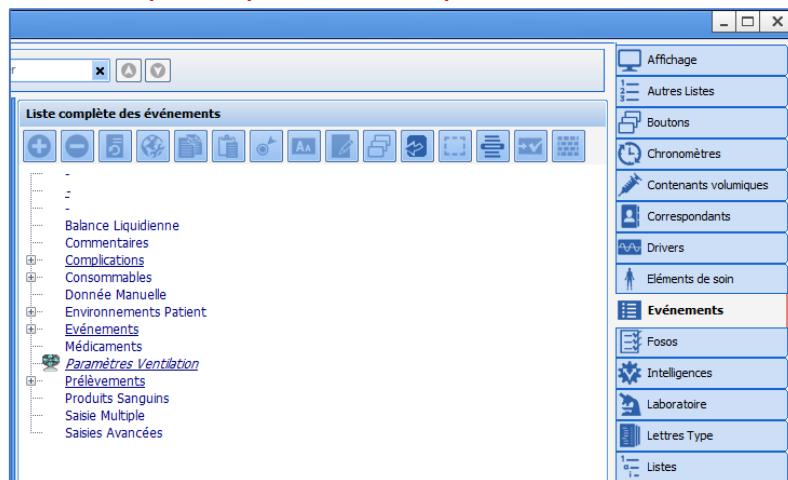 r
Liste complète des événements
-
-
-
Balance Liquidienne
Commentaires
Complications
Consommables
Donnée Manuelle
Environnements Patient
Evénements
Médicaments
Paramètres Ventilation
Prélèvements
Produits Sanguins
Saisie Multiple
Saisies Avancées
Affichage
Autres Listes
Boutons
Chronomètres
Contenants volumiques
Correspondants
Drivers
Eléments de soin
Evénements
Fosos
Intelligences
Laboratoire
Lettres Type
Listes